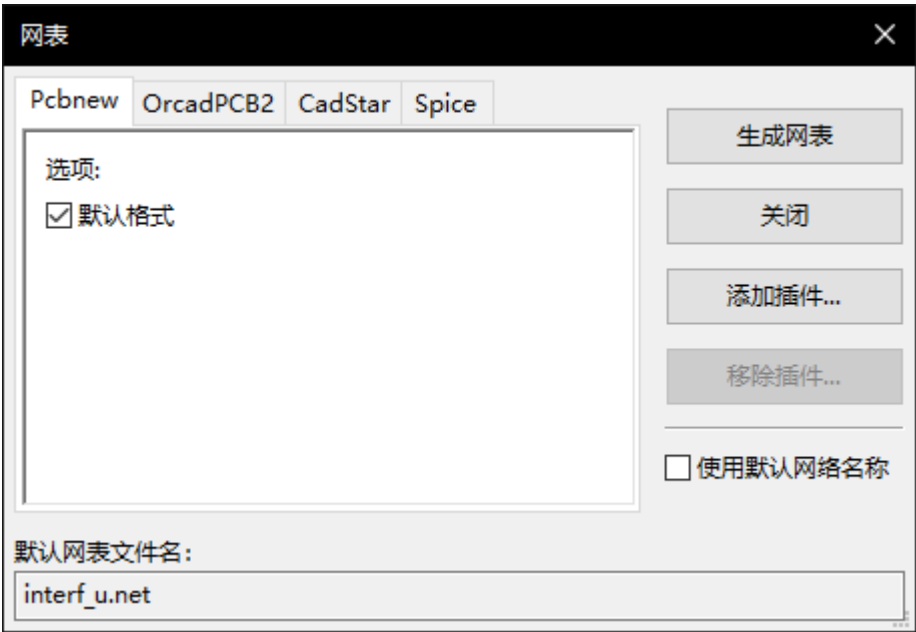 网表
Pcbnew OrcadPCB2 CadStar Spice
选项:
默认格式
生成网表
关闭
添加插件...
移除插件...
使用默认网络名称
默认网表文件名:
interf_u.net